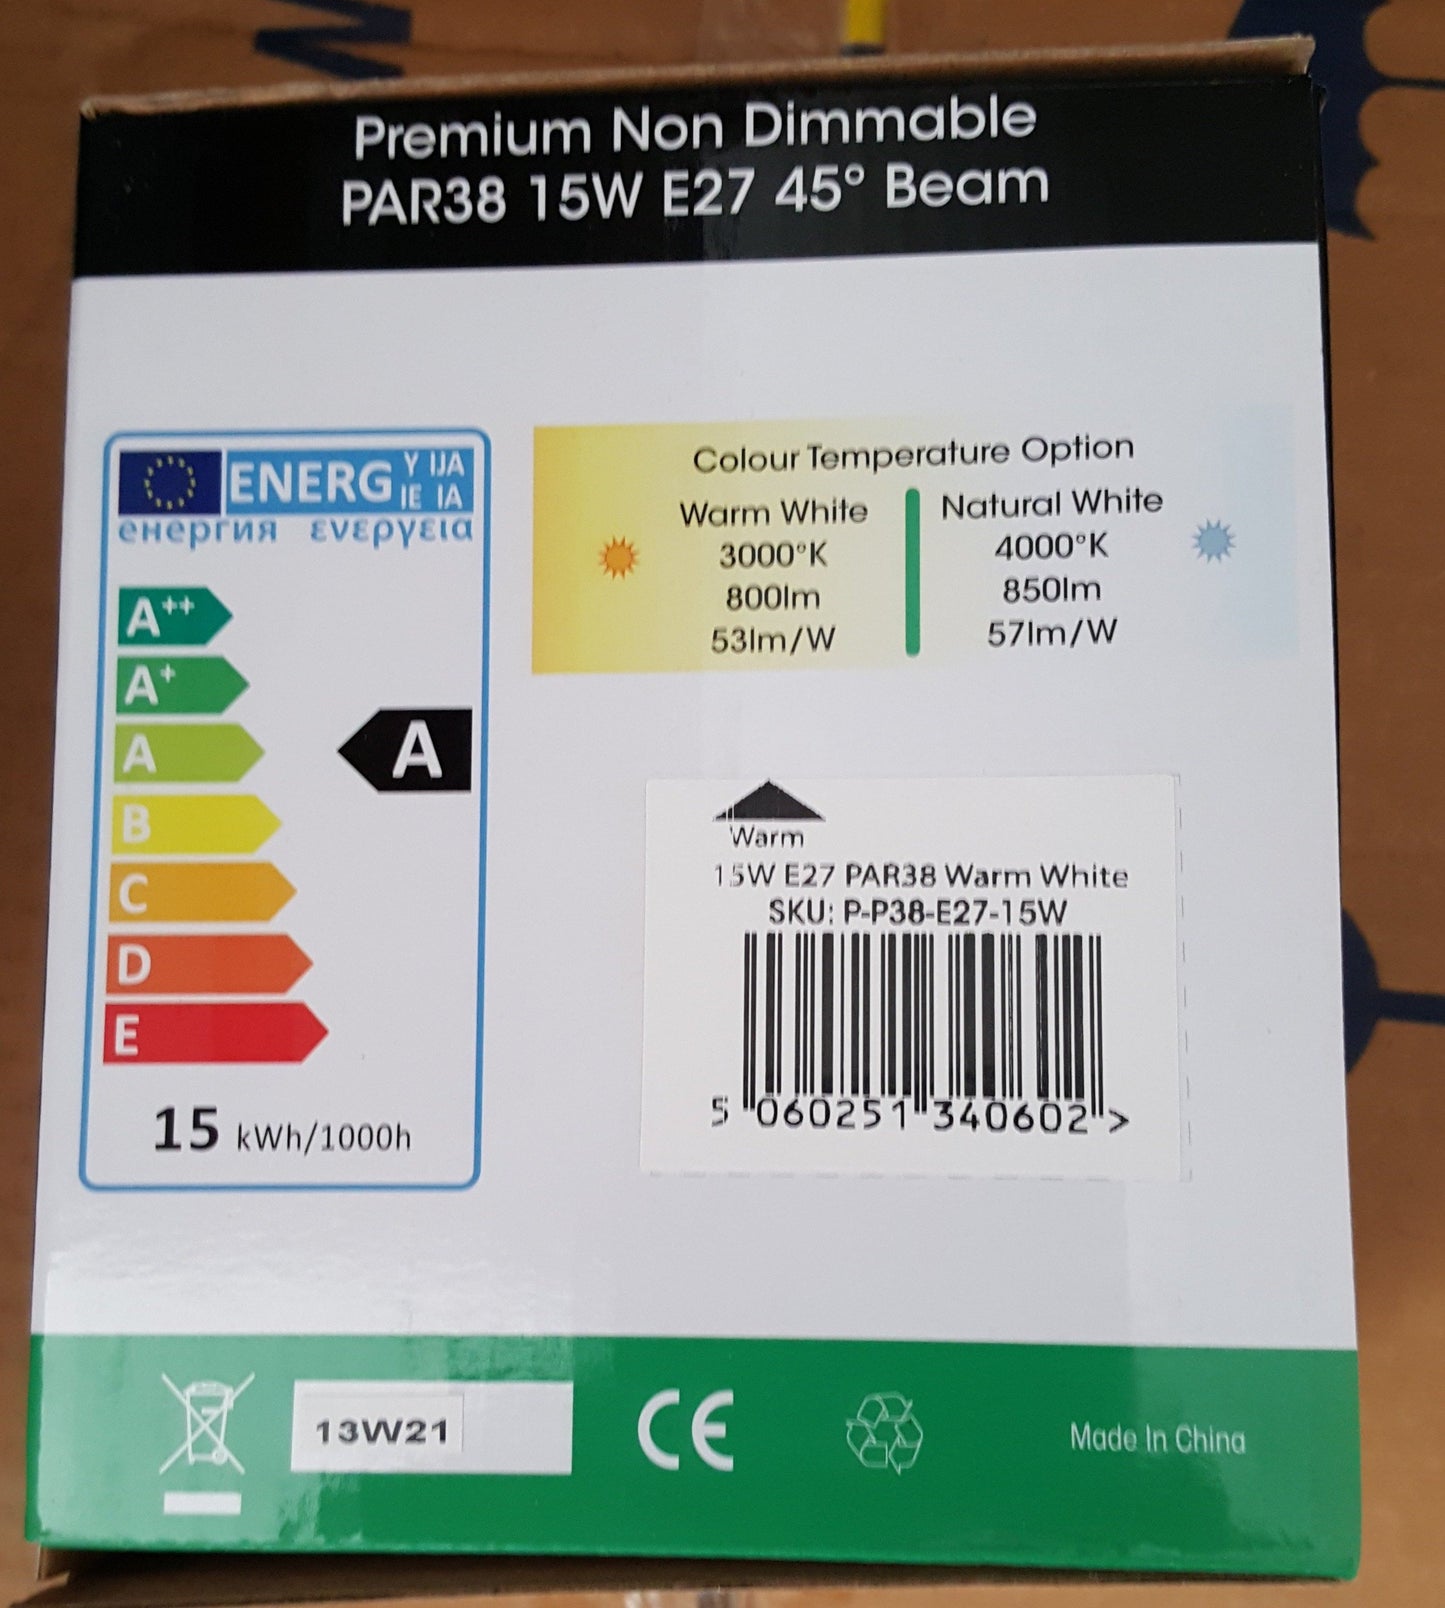 Premium Non Dimmable
PAR38 15W E27 45° Beam
ENERG Y IJA
IE IA
енергия ενεργεια
A++
A+
A
A
B
C
D
E
15 kWh/1000h
Colour Temperature Option
Warm White
3000°K
800lm
53lm/W
Natural White
4000°K
850lm
57lm/W
Warm
15W E27 PAR38 Warm White
SKU: P-P38-E27-15W
5 060251 340602 >
13W21
CE
Made In China